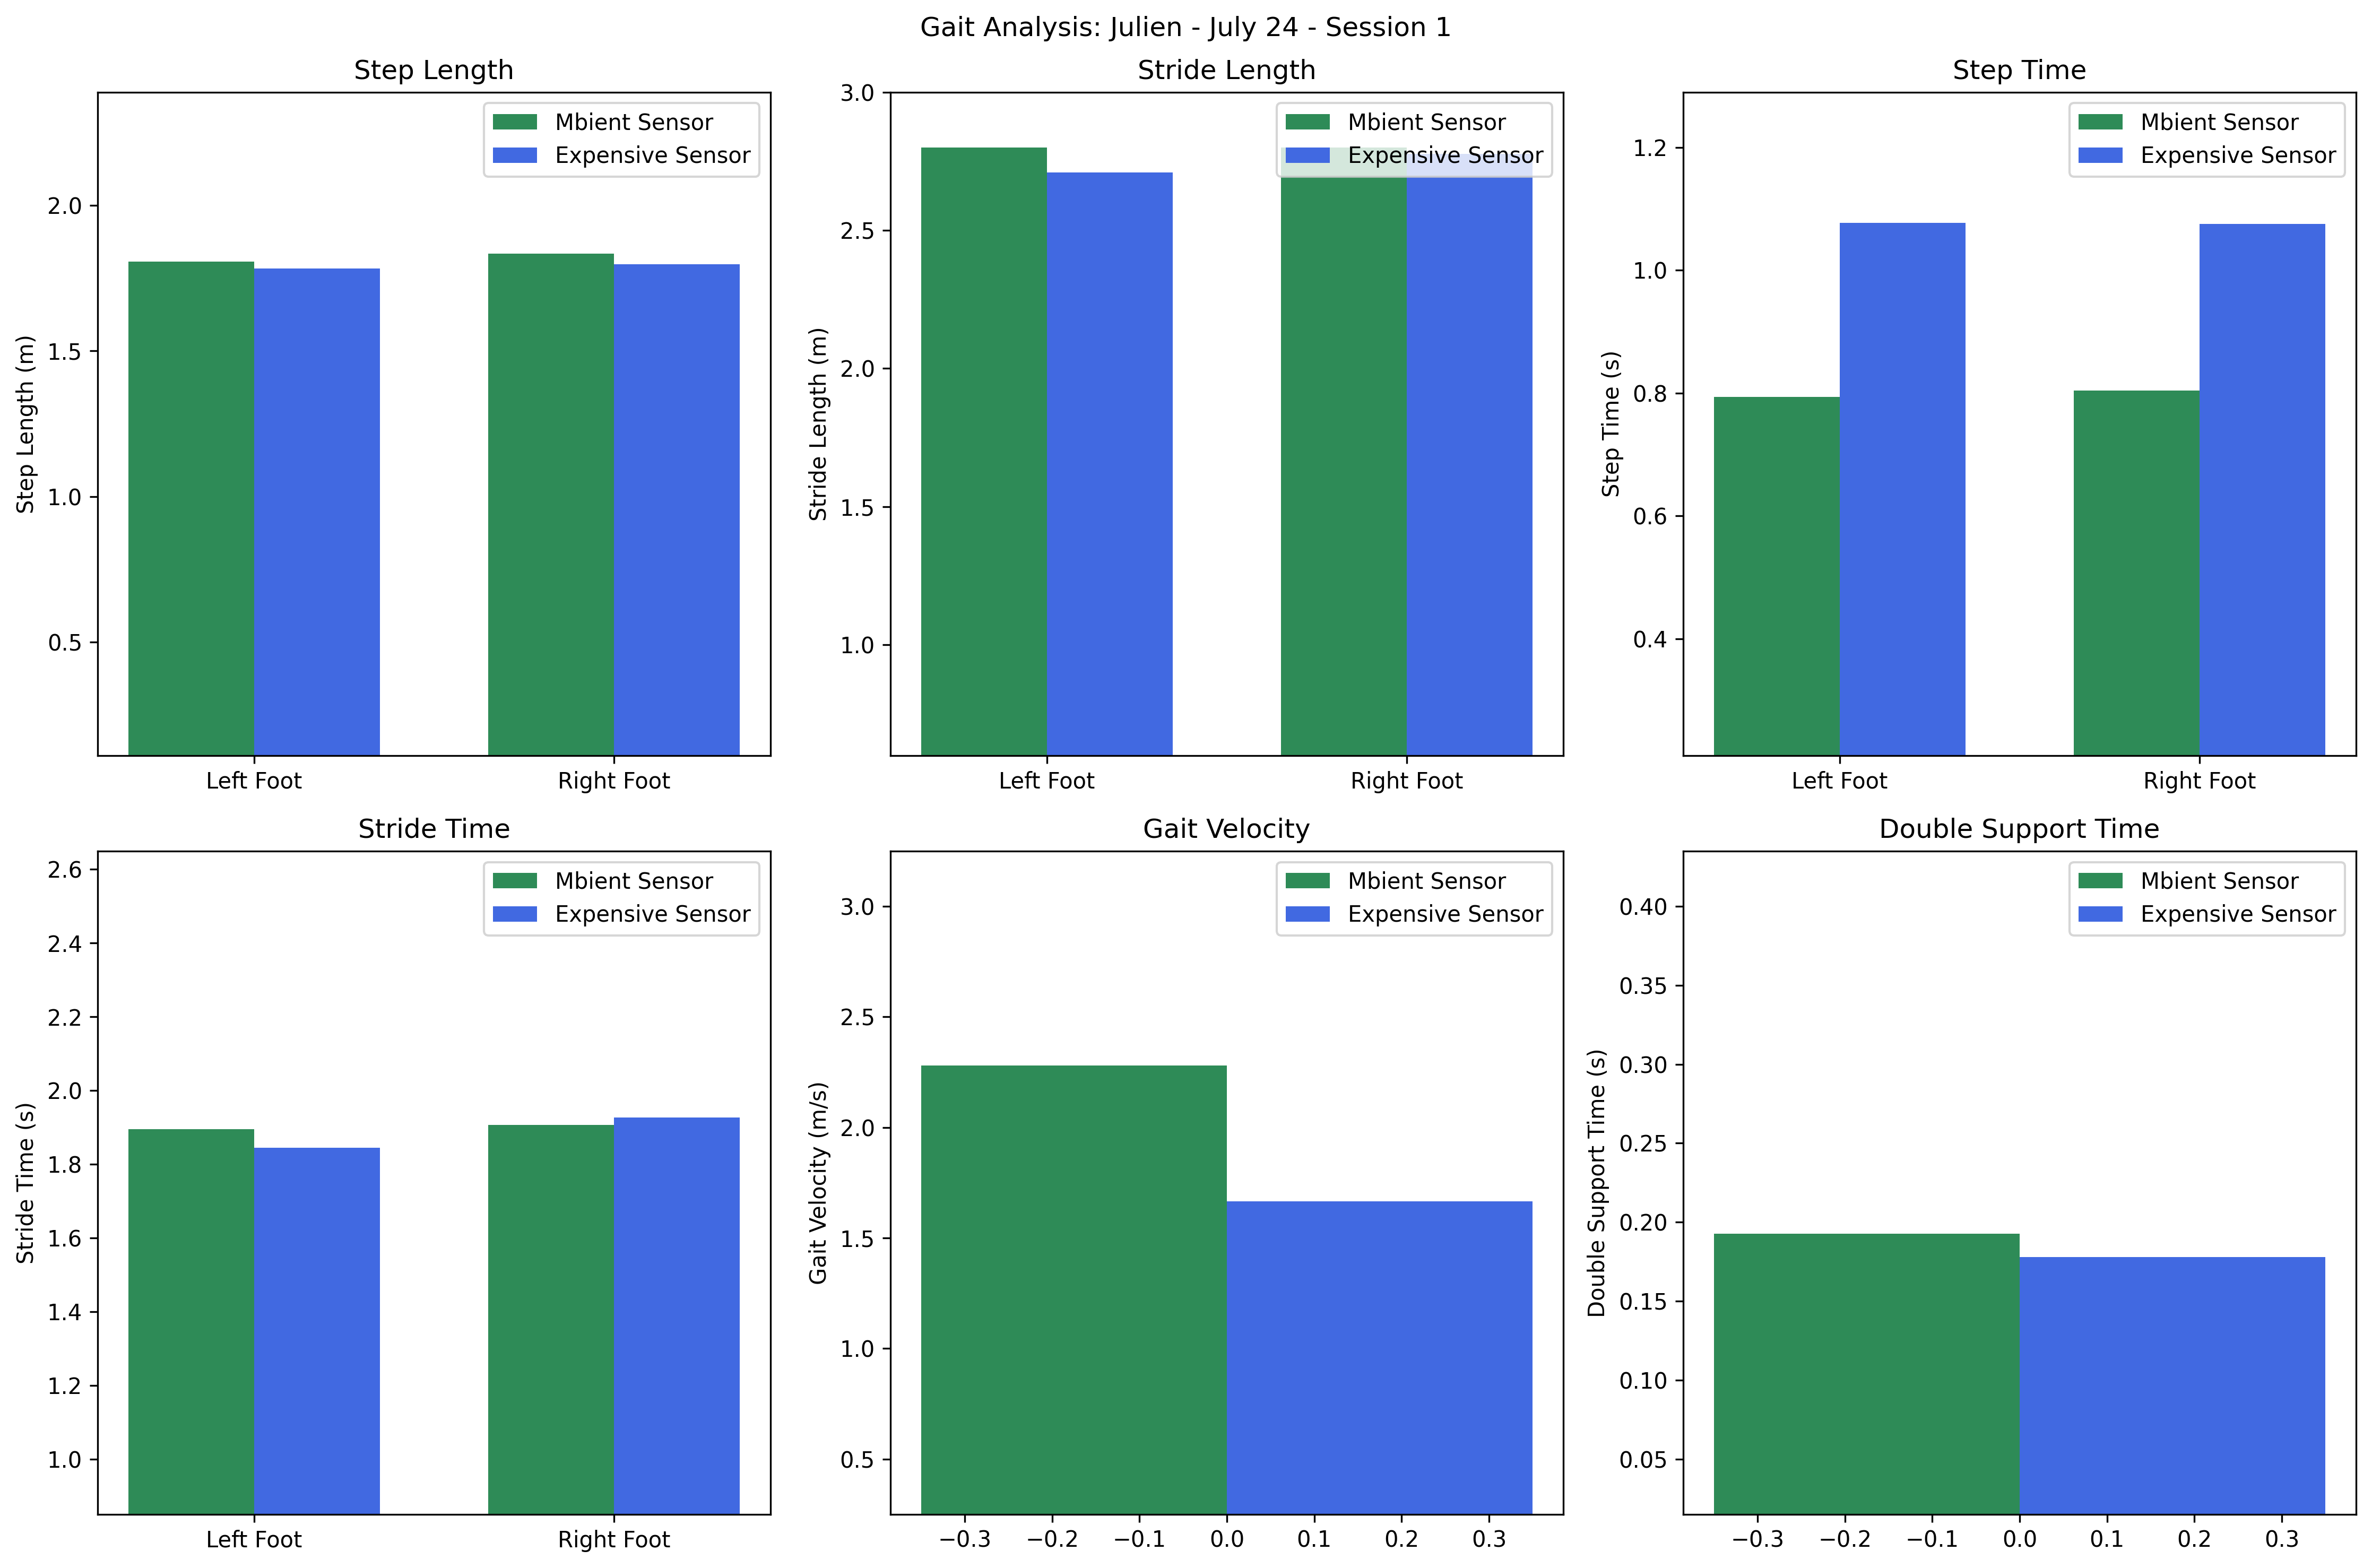 Gait Analysis: Julien - July 24 - Session 1
Step Length
Mbient Sensor
Expensive Sensor
Step Length (m)
2.0
1.5
1.0
0.5
Left Foot
Right Foot
Stride Length
Mbient Sensor
Expensive Sensor
Stride Length (m)
3.0
2.5
2.0
1.5
1.0
Left Foot
Right Foot
Step Time
Mbient Sensor
Expensive Sensor
Step Time (s)
1.2
1.0
0.8
0.6
0.4
Left Foot
Right Foot
Stride Time
Mbient Sensor
Expensive Sensor
Stride Time (s)
2.6
2.4
2.2
2.0
1.8
1.6
1.4
1.2
1.0
Left Foot
Right Foot
Gait Velocity
Mbient Sensor
Expensive Sensor
Gait Velocity (m/s)
3.0
2.5
2.0
1.5
1.0
0.5
−0.3 −0.2 −0.1 0.0 0.1 0.2 0.3
Double Support Time
Mbient Sensor
Expensive Sensor
Double Support Time (s)
0.40
0.35
0.30
0.25
0.20
0.15
0.10
0.05
−0.3 −0.2 −0.1 0.0 0.1 0.2 0.3